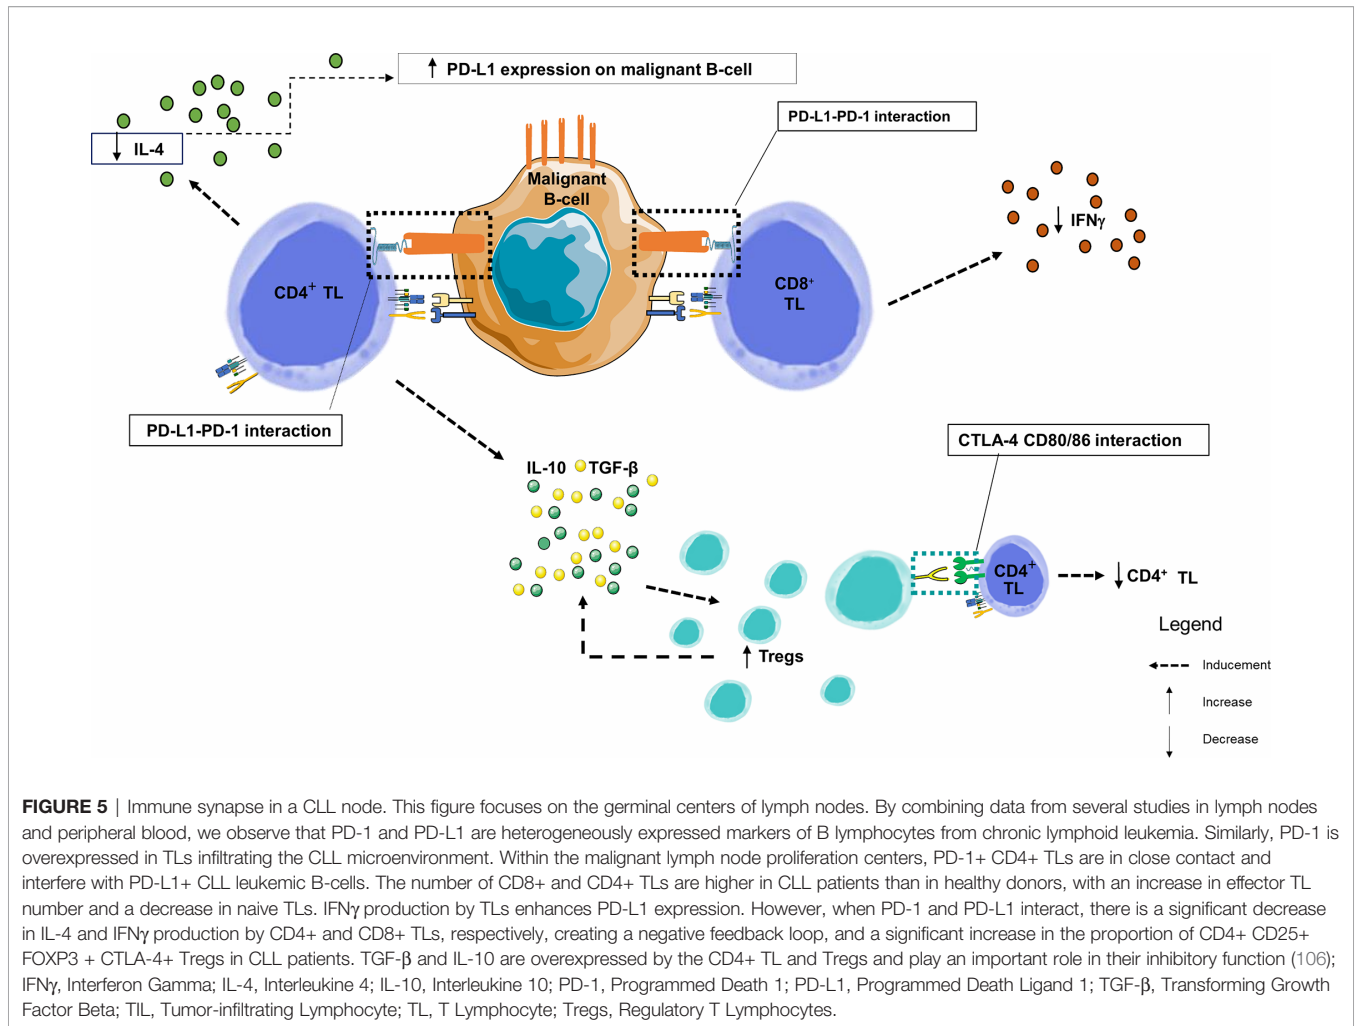 ↑ PD-L1 expression on malignant B-cell
PD-L1-PD-1 interaction
↓ IL-4
Malignant
B-cell
↓ IFNγ
CD4+ TL
CD8+
TL
PD-L1-PD-1 interaction
CTLA-4 CD80/86 interaction
IL-10 TGF-β
CD4+
TL
↓ CD4+ TL
↑ Tregs
Legend
Inducement
Increase
Decrease
FIGURE 5 | Immune synapse in a CLL node. This figure focuses on the germinal centers of lymph nodes. By combining data from several studies in lymph nodes
and peripheral blood, we observe that PD-1 and PD-L1 are heterogeneously expressed markers of B lymphocytes from chronic lymphoid leukemia. Similarly, PD-1 is
overexpressed in TLs infiltrating the CLL microenvironment. Within the malignant lymph node proliferation centers, PD-1+ CD4+ TLs are in close contact and
interfere with PD-L1+ CLL leukemic B-cells. The number of CD8+ and CD4+ TLs are higher in CLL patients than in healthy donors, with an increase in effector TL
number and a decrease in naive TLs. IFNγ production by TLs enhances PD-L1 expression. However, when PD-1 and PD-L1 interact, there is a significant decrease
in IL-4 and IFNγ production by CD4+ and CD8+ TLs, respectively, creating a negative feedback loop, and a significant increase in the proportion of CD4+ CD25+
FOXP3 + CTLA-4+ Tregs in CLL patients. TGF-β and IL-10 are overexpressed by the CD4+ TL and Tregs and play an important role in their inhibitory function (106);
IFNγ, Interferon Gamma; IL-4, Interleukine 4; IL-10, Interleukine 10; PD-1, Programmed Death 1; PD-L1, Programmed Death Ligand 1; TGF-β, Transforming Growth
Factor Beta; TIL, Tumor-infiltrating Lymphocyte; TL, T Lymphocyte; Tregs, Regulatory T Lymphocytes.